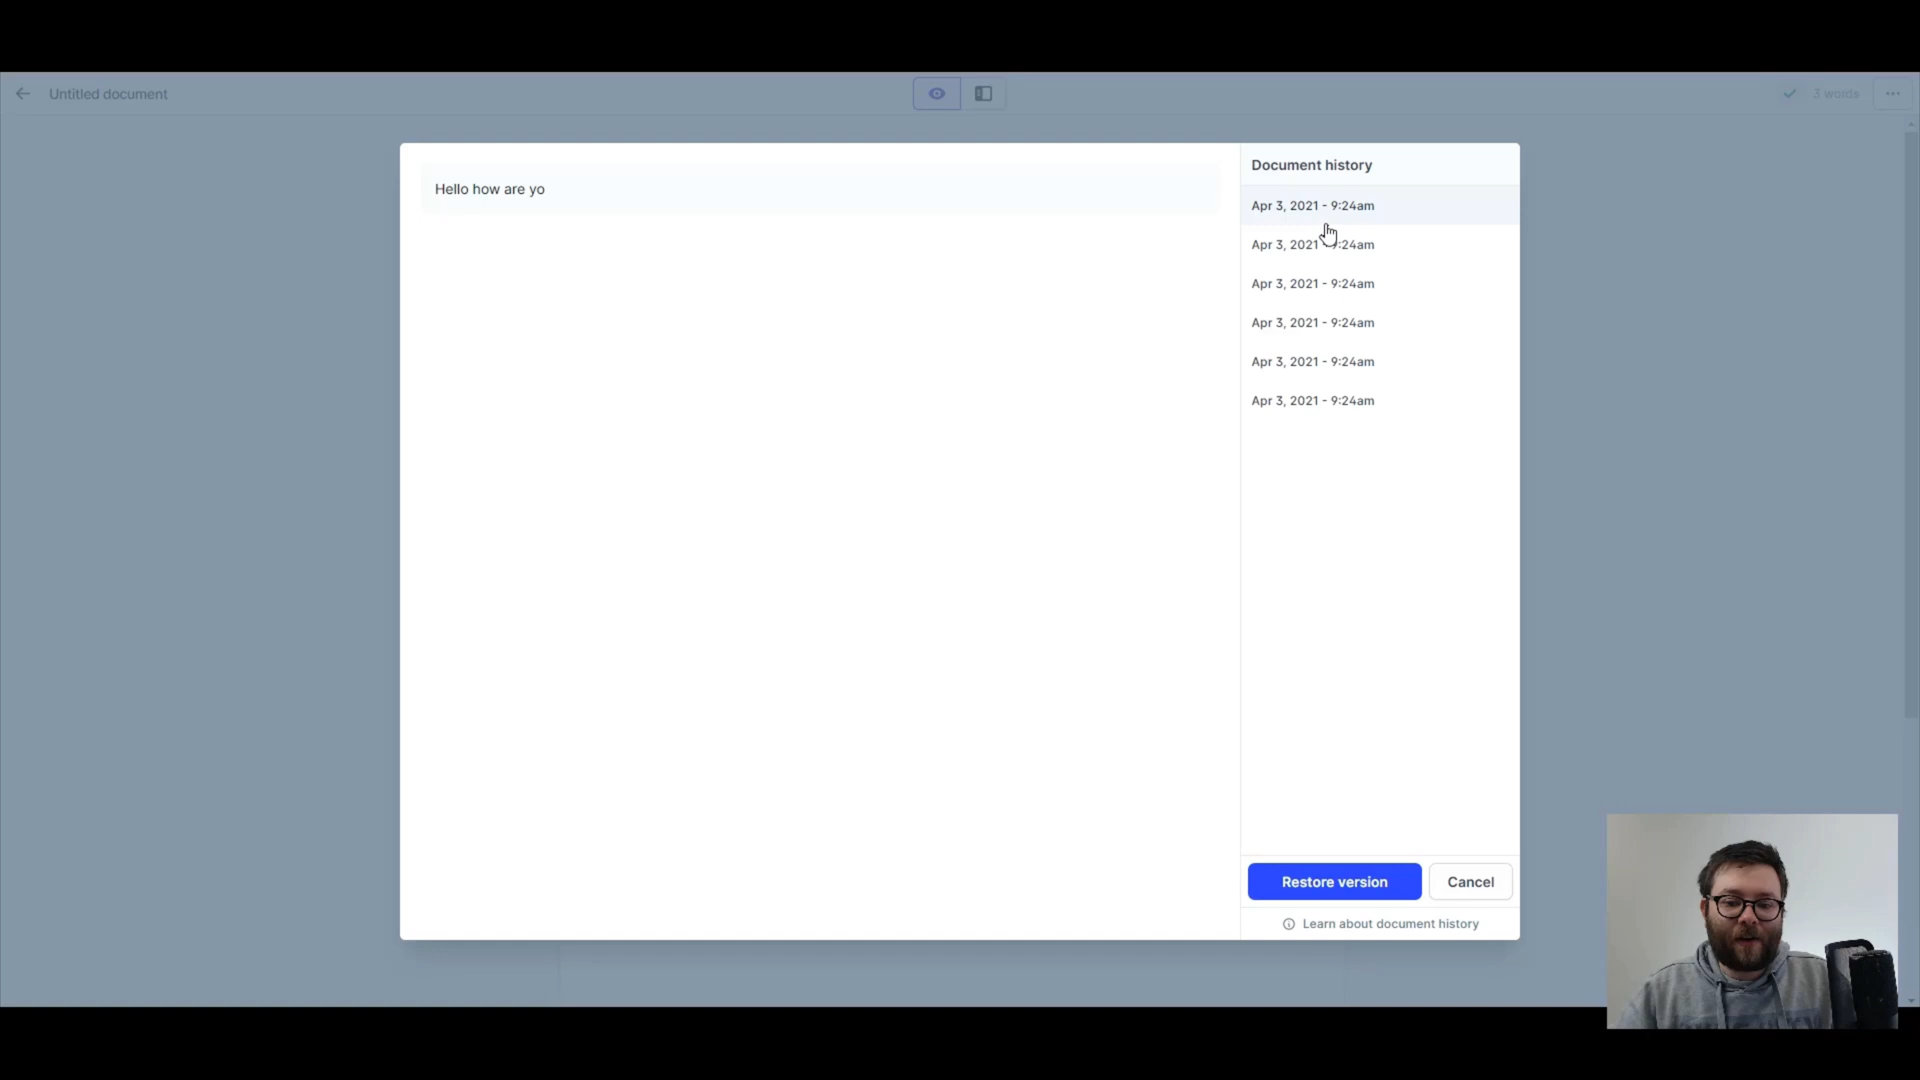 Untitled document
3 words
Hello how are yo
Document history
Apr 3, 2021 - 9:24am
Apr 3, 2021 - 9:24am
Apr 3, 2021 - 9:24am
Apr 3, 2021 - 9:24am
Apr 3, 2021 - 9:24am
Apr 3, 2021 - 9:24am
Restore version
Cancel
Learn about document history